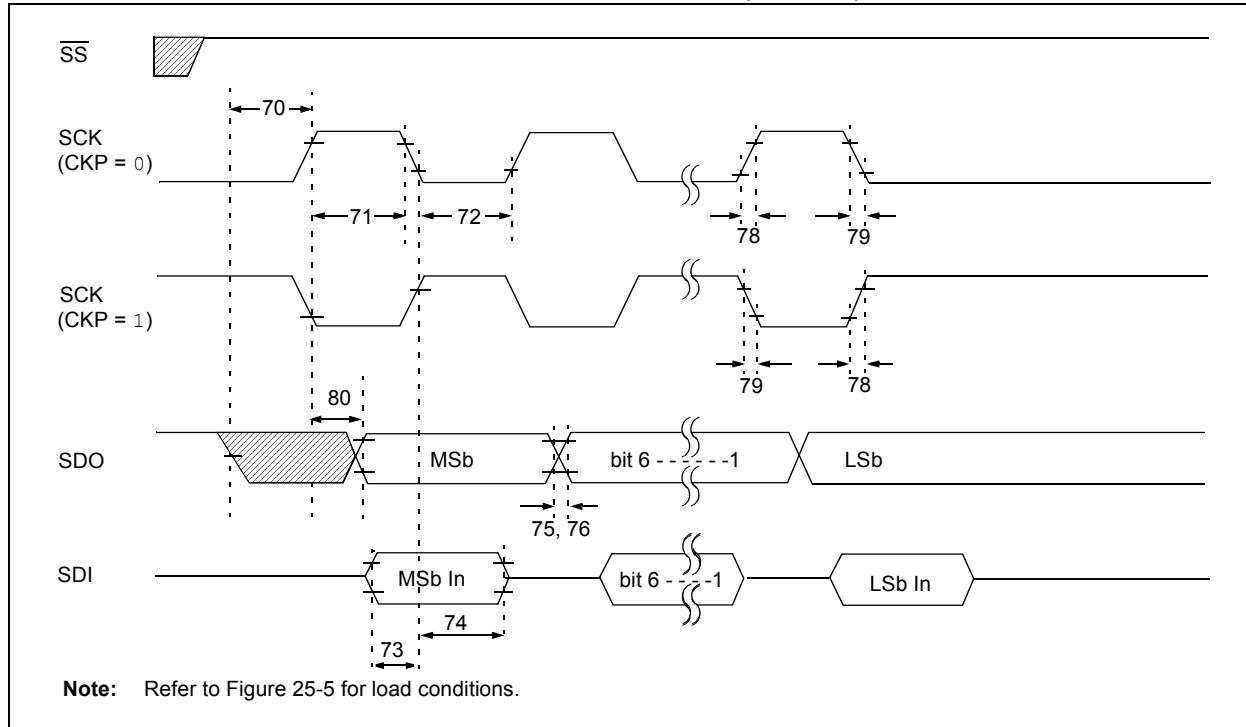 SS
70
SCK
(CKP = 0)
71
72
78
79
SCK
(CKP = 1)
79
78
80
SDO
MSb
bit 6 - - - - - -1
LSb
75, 76
SDI
MSb In
bit 6 - - - - -1
LSb In
74
73
Note: Refer to Figure 25-5 for load conditions.